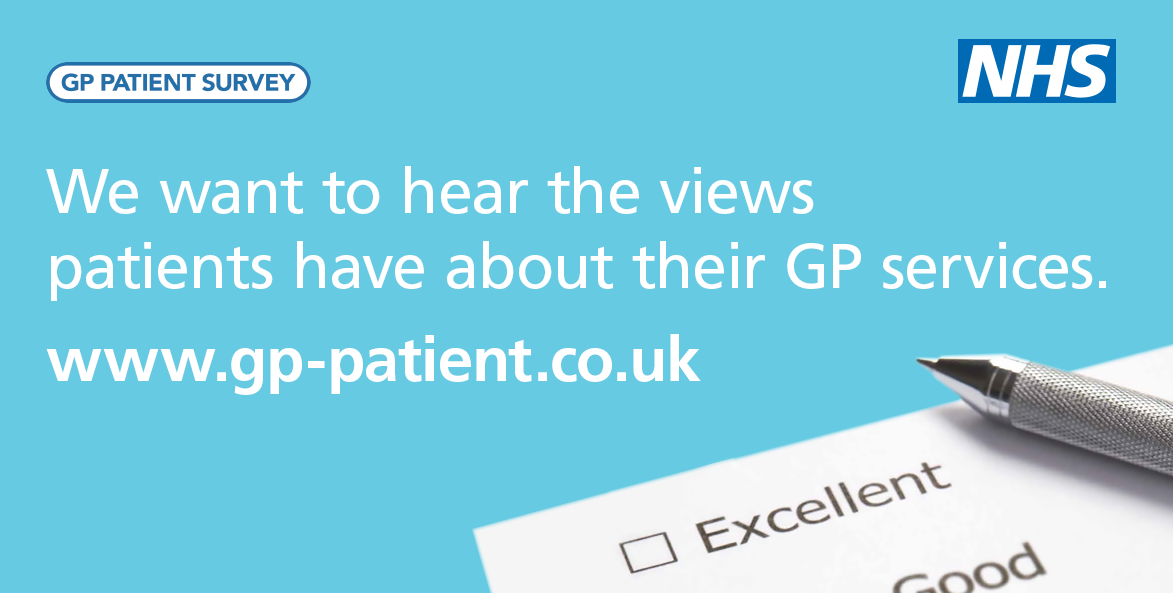 GP PATIENT SURVEY
NHS
We want to hear the views
patients have about their GP services.
www.gp-patient.co.uk
Excellent
Good